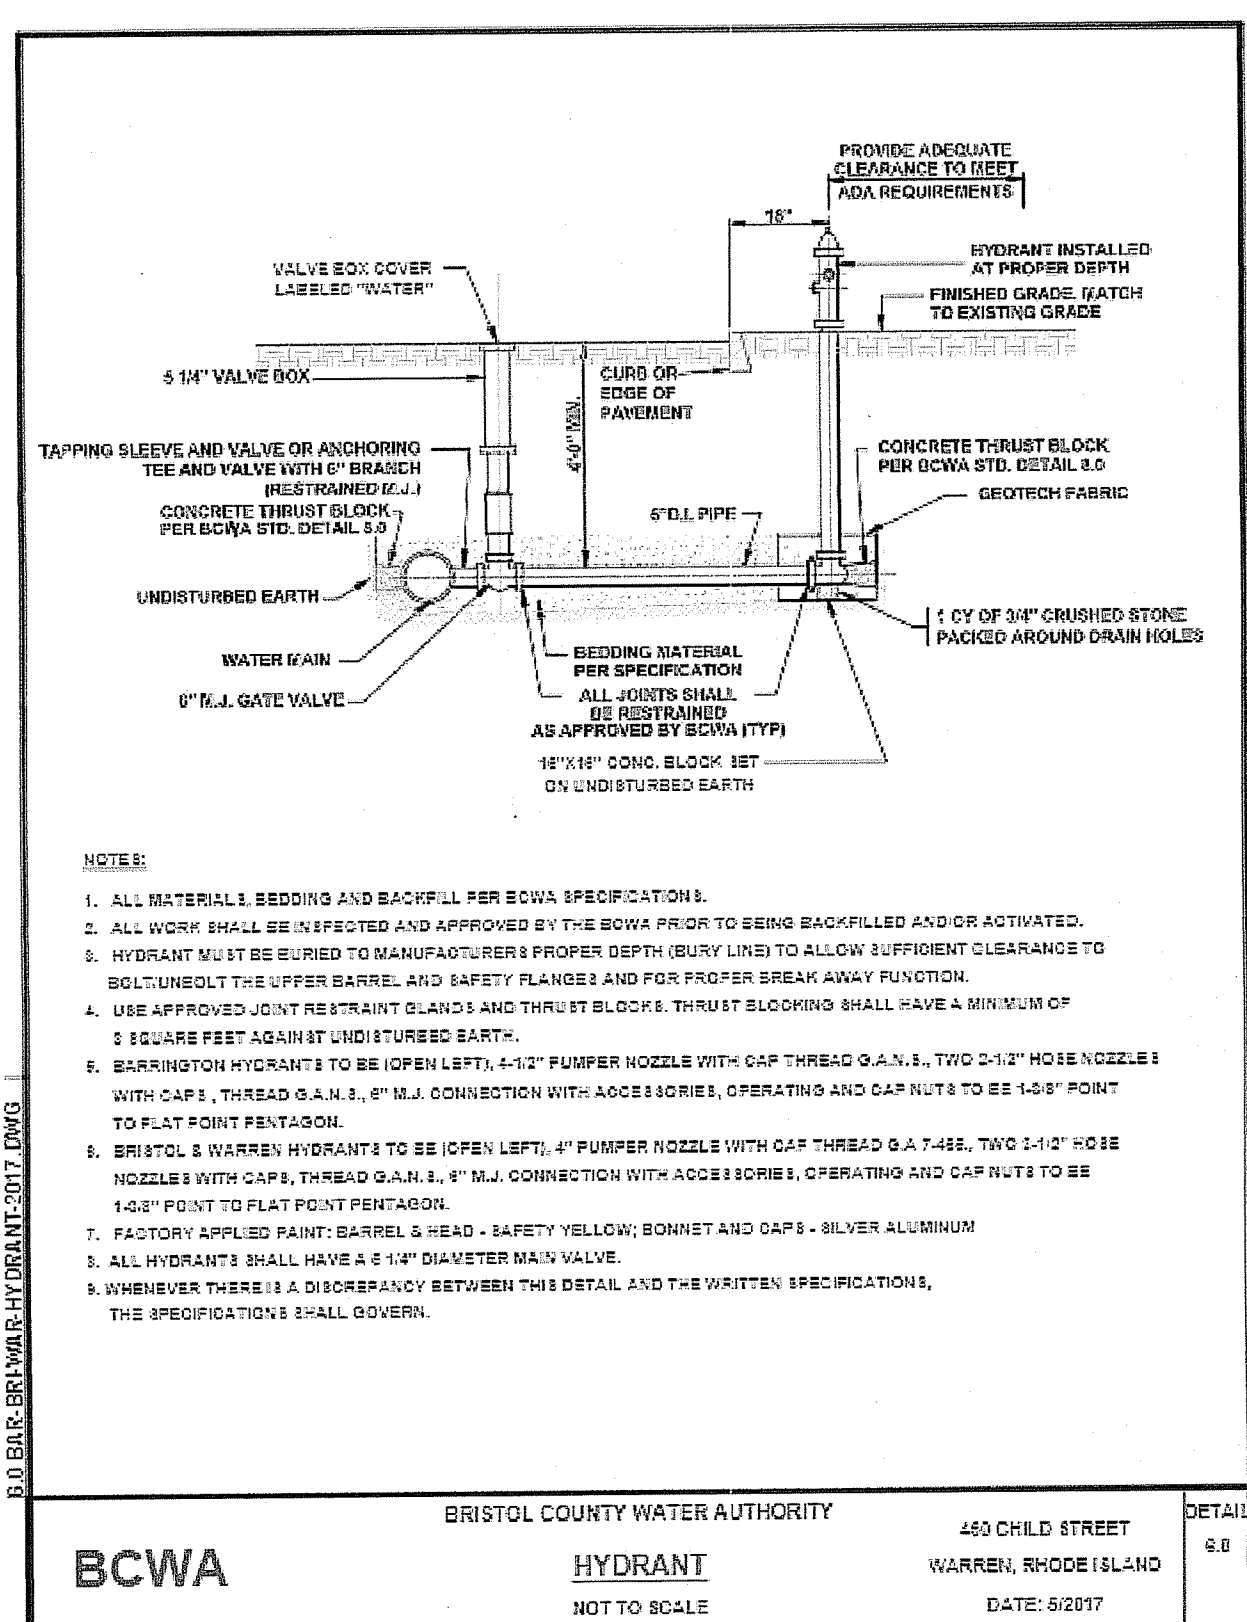 PROVIDE ADEQUATE
CLEARANCE TO MEET
ADA REQUIREMENTS
18"
HYDRANT INSTALLED
AT PROPER DEPTH
VALVE BOX COVER
LABELED "WATER"
FINISHED GRADE. MATCH
TO EXISTING GRADE
5 1/4" VALVE BOX
CURB OR
EDGE OF
PAVEMENT
4'-0" MIN.
TAPPING SLEEVE AND VALVE OR ANCHORING
TEE AND VALVE WITH 6" BRANCH
(RESTRAINED M.J.)
CONCRETE THRUST BLOCK
PER BCWA STD. DETAIL
CONCRETE THRUST BLOCK
PER BCWA STD. DETAIL
GEOTECH FABRIC
6" D.I. PIPE
UNDISTURBED EARTH
1 CY OF 3/4" CRUSHED STONE
PACKED AROUND DRAIN HOLES
WATER MAIN
BEDDING MATERIAL
PER SPECIFICATION
6" M.J. GATE VALVE
ALL JOINTS SHALL
BE RESTRAINED
AS APPROVED BY BCWA (TYP)
CONC. BLOCK SET
ON UNDISTURBED EARTH
NOTES:
1. ALL MATERIALS, BEDDING AND BACKFILL PER BCWA SPECIFICATIONS.
2. ALL WORK SHALL BE INSPECTED AND APPROVED BY THE BCWA PRIOR TO BEING BACKFILLED AND/OR ACTIVATED.
3. HYDRANT MUST BE BURIED TO MANUFACTURERS PROPER DEPTH (BURY LINE) TO ALLOW SUFFICIENT CLEARANCE TO
BOLT/UNBOLT THE UPPER BARREL AND SAFETY FLANGES AND FOR PROPER BREAK AWAY FUNCTION.
4. USE APPROVED JOINT RESTRAINT GLANDS AND THRUST BLOCKS. THRUST BLOCKING SHALL HAVE A MINIMUM OF
SQUARE FEET AGAINST UNDISTURBED EARTH.
5. BARRINGTON HYDRANTS TO BE (OPEN LEFT), 4-1/2" PUMPER NOZZLE WITH CAP THREAD G.A.N.S., TWO 2-1/2" HOSE NOZZLES
WITH CAPS , THREAD G.A.N.S., 6" M.J. CONNECTION WITH ACCESSORIES, OPERATING AND CAP NUTS TO BE POINT
TO FLAT POINT PENTAGON.
6. BRISTOL & WARREN HYDRANTS TO BE (OPEN LEFT), 4" PUMPER NOZZLE WITH CAP THREAD G.A TWO 2-1/2" HOSE
NOZZLES WITH CAPS, THREAD G.A.N.S., 6" M.J. CONNECTION WITH ACCESSORIES, OPERATING AND CAP NUTS TO BE
POINT TO FLAT POINT PENTAGON.
7. FACTORY APPLIED PAINT: BARREL & HEAD - SAFETY YELLOW; BONNET AND CAPS - SILVER ALUMINUM
8. ALL HYDRANTS SHALL HAVE A 5 1/4" DIAMETER MAIN VALVE.
9. WHENEVER THERE IS A DISCREPANCY BETWEEN THIS DETAIL AND THE WRITTEN SPECIFICATIONS,
THE SPECIFICATIONS SHALL GOVERN.
6.0 BAR-BRI-WAR-HYDRANT-2017.DWG
BCWA
BRISTOL COUNTY WATER AUTHORITY
HYDRANT
NOT TO SCALE
450 CHILD STREET
WARREN, RHODE ISLAND
DATE: 5/2017
DETAIL
6.0